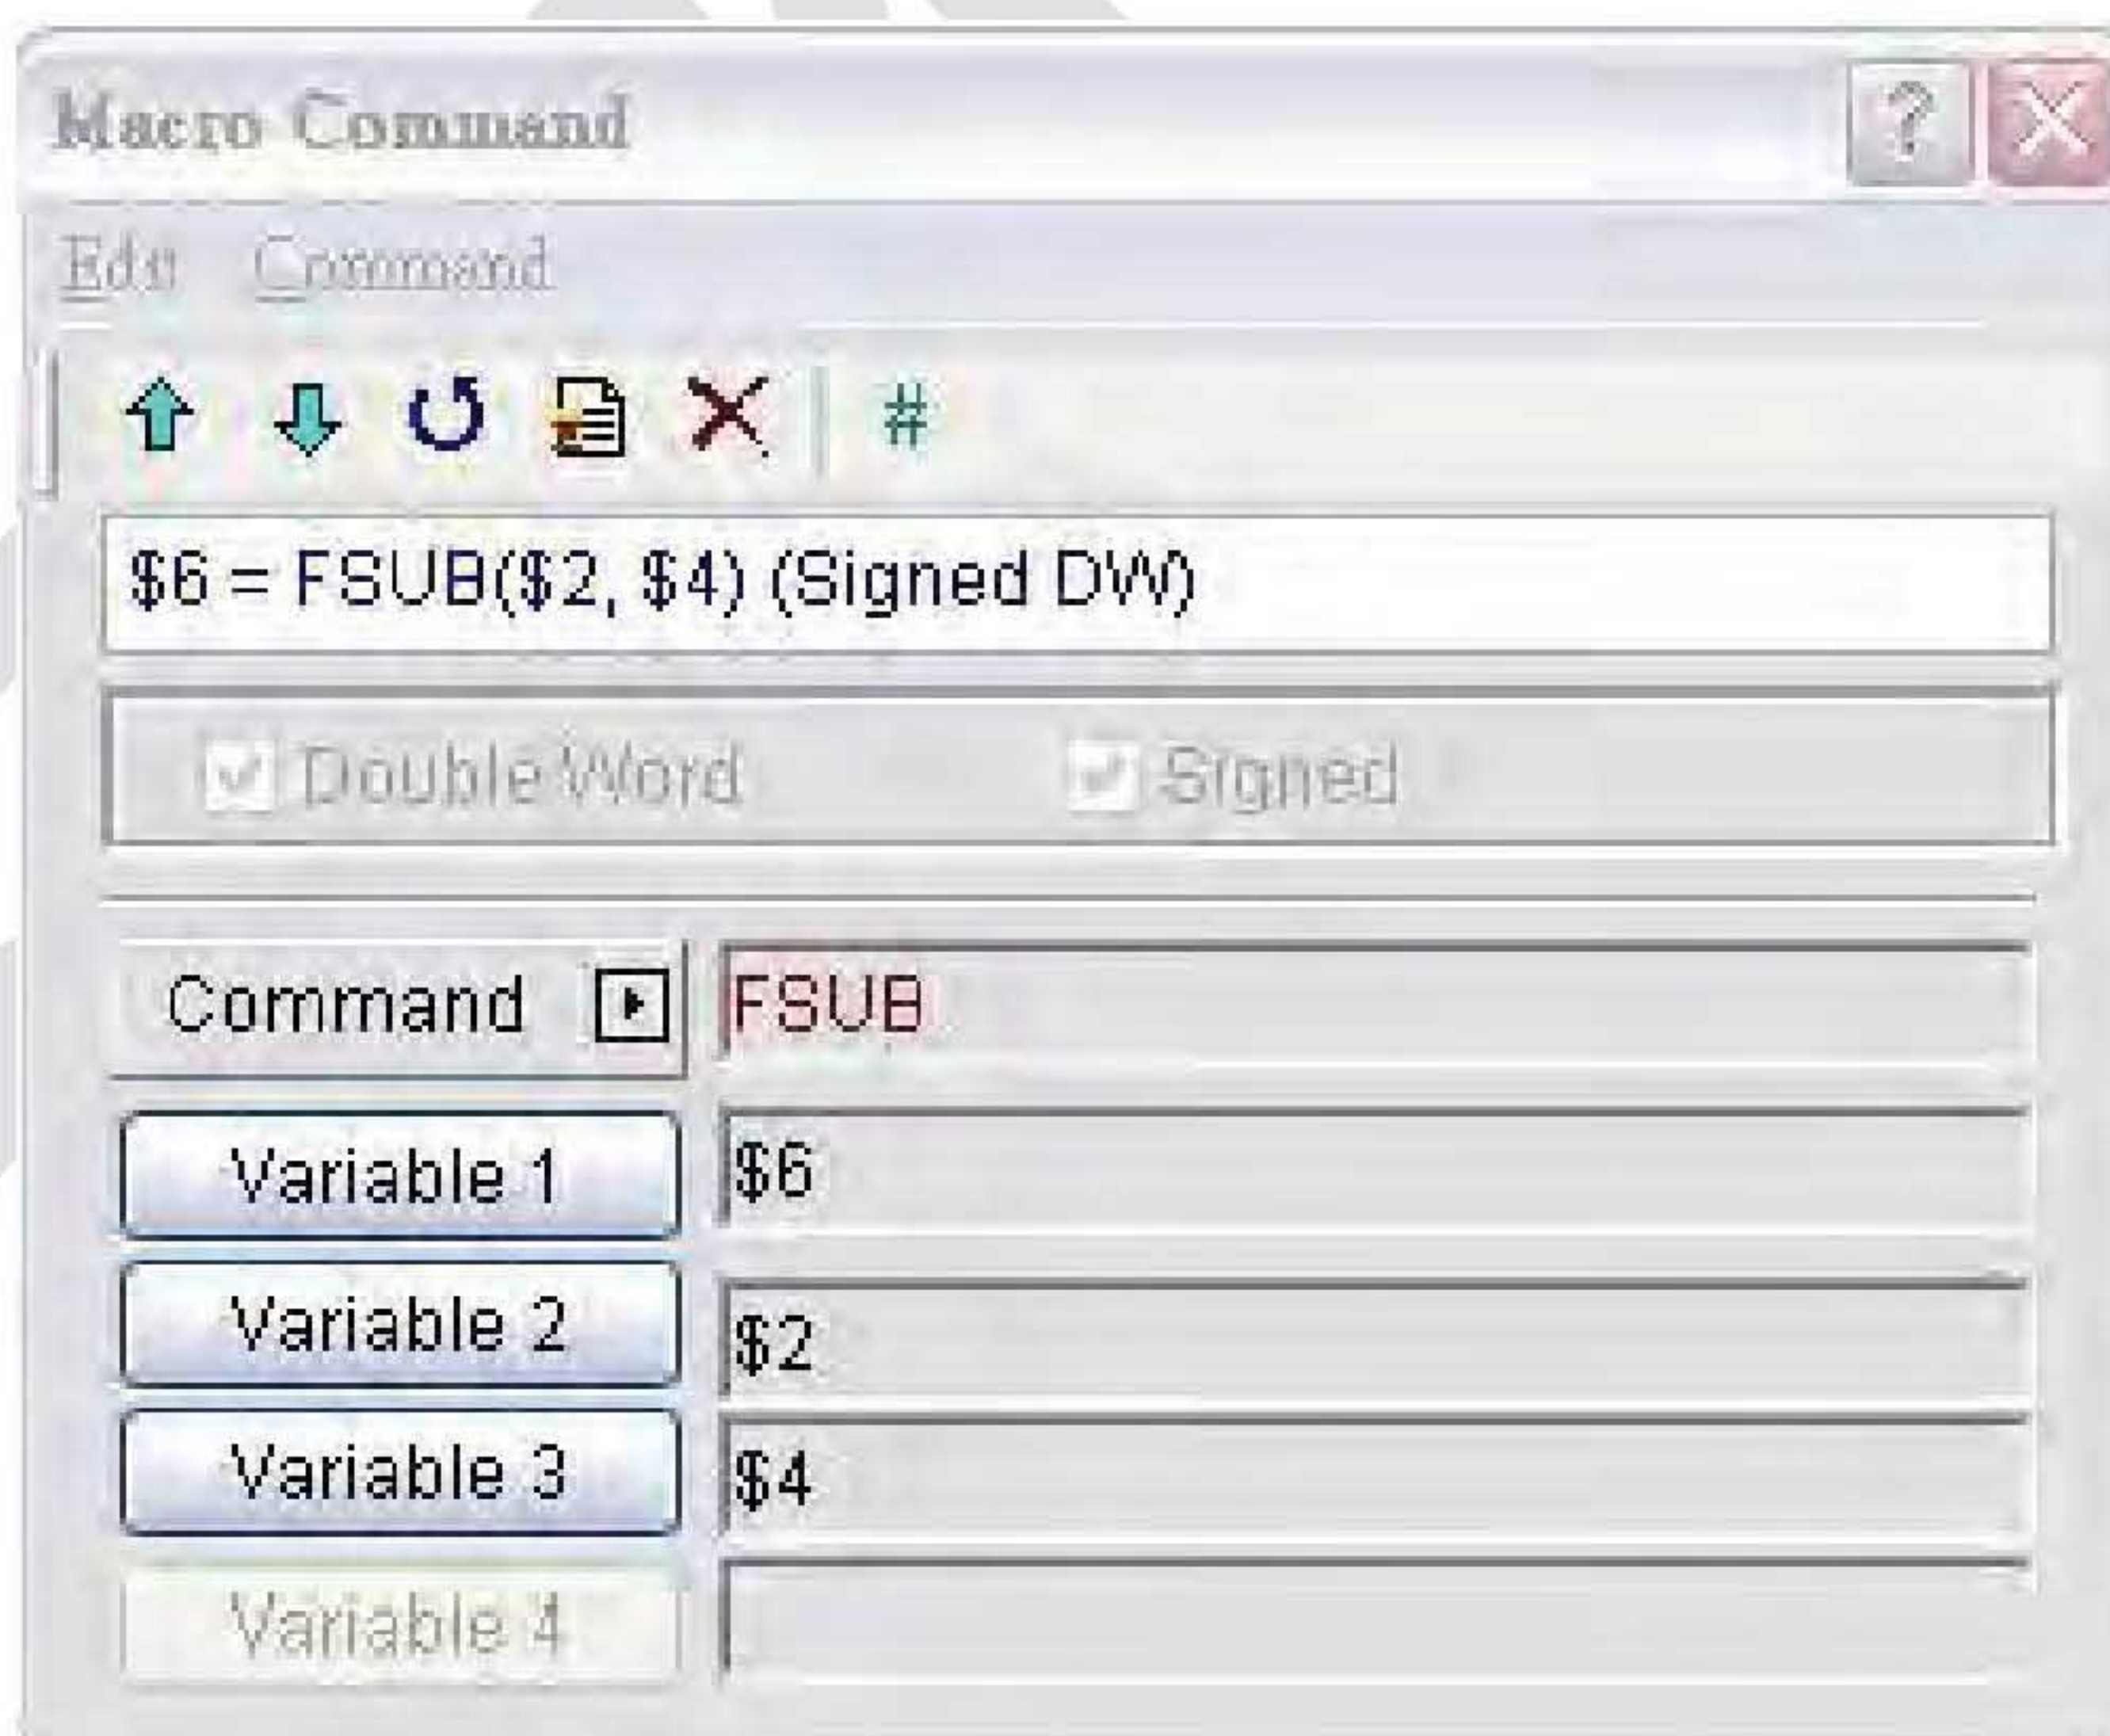 Macro Command
?
Edit Command
#
$6 = FSUB($2, $4) (Signed DW)
Double Word Signed
Command FSUB
Variable 1 $6
Variable 2 $2
Variable 3 $4
Variable 4